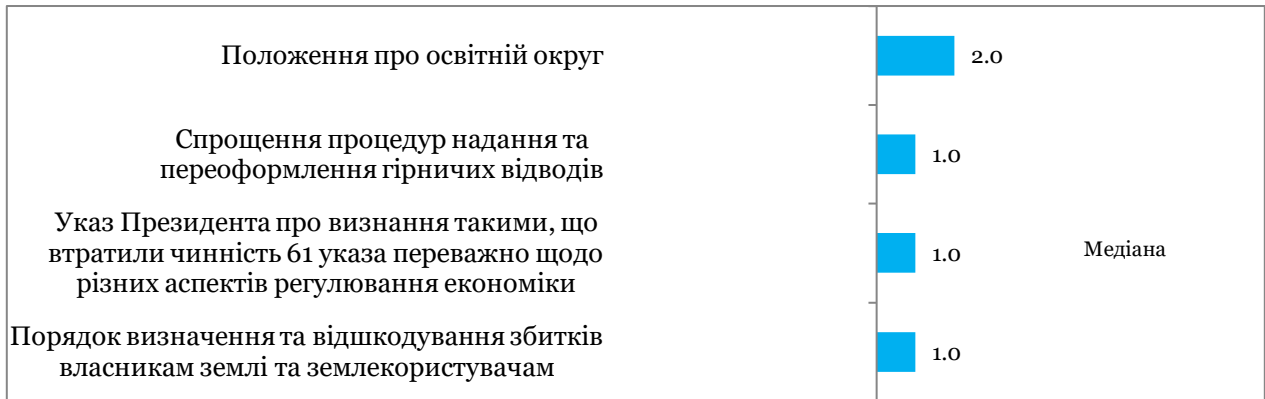 Положення про освітній округ
2.0
Спрощення процедур надання та
переоформлення гірничих відводів
1.0
Указ Президента про визнання такими, що
втратили чинність 61 указа переважно щодо
різних аспектів регулювання економіки
1.0
Медіана
Порядок визначення та відшкодування збитків
власникам землі та землекористувачам
1.0